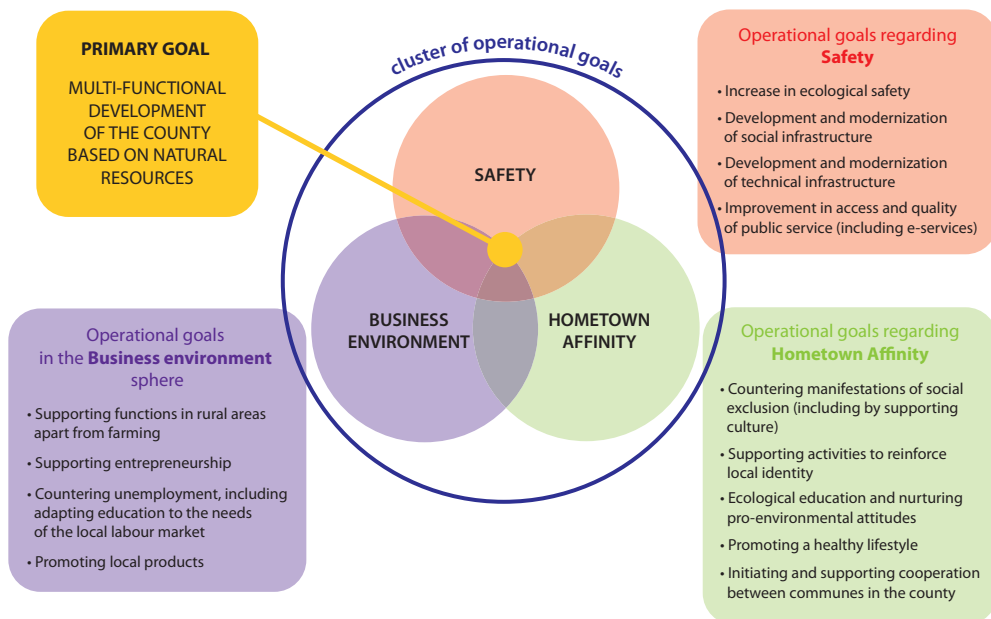 PRIMARY GOAL
MULTI-FUNCTIONAL
DEVELOPMENT
OF THE COUNTY
BASED ON NATURAL
RESOURCES
cluster of operational goals
SAFETY
BUSINESS
ENVIRONMENT
HOMETOWN
AFFINITY
Operational goals regarding
Safety
• Increase in ecological safety
• Development and modernization
of social infrastructure
• Development and modernization
of technical infrastructure
• Improvement in access and quality
of public service (including e-services)
Operational goals
in the Business environment
sphere
• Supporting functions in rural areas
apart from farming
• Supporting entrepreneurship
• Countering unemployment, including
adapting education to the needs
of the local labour market
• Promoting local products
Operational goals regarding
Hometown Affinity
• Countering manifestations of social
exclusion (including by supporting
culture)
• Supporting activities to reinforce
local identity
• Ecological education and nurturing
pro-environmental attitudes
• Promoting a healthy lifestyle
• Initiating and supporting cooperation
between communes in the county